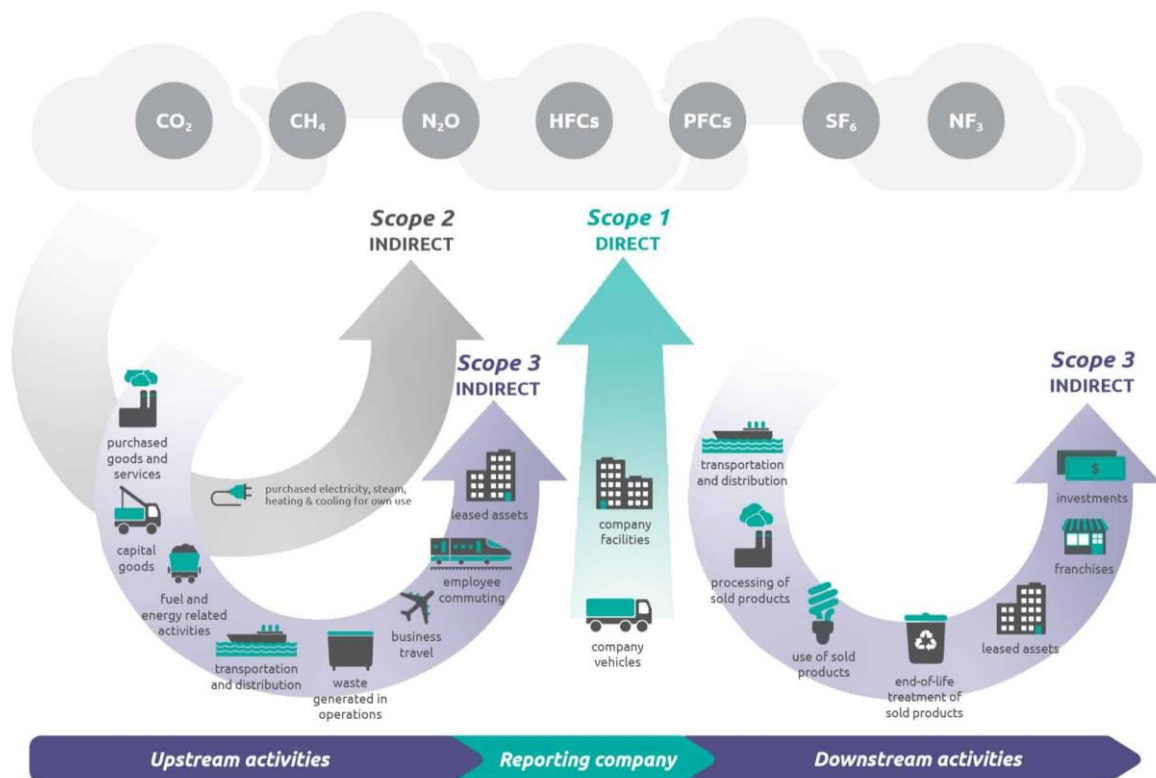 CO₂
CH₄
N₂O
HFCs
PFCs
SF₆
NF₃
Scope 2
INDIRECT
Scope 1
DIRECT
Scope 3
INDIRECT
Scope 3
INDIRECT
purchased
goods and
services
capital
goods
fuel and
energy related
activities
transportation
and distribution
waste
generated in
operations
business
travel
employee
commuting
leased assets
purchased electricity, steam,
heating & cooling for own use
company
facilities
company
vehicles
transportation
and distribution
processing of
sold products
use of sold
products
end-of-life
treatment of
sold products
leased assets
franchises
$
investments
Upstream activities
Reporting company
Downstream activities